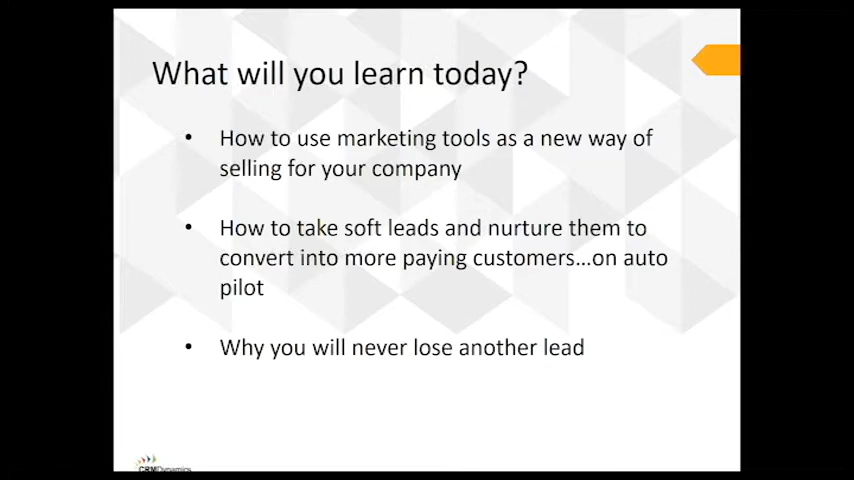 What will you learn today?
• How to use marketing tools as a new way of
selling for your company
• How to take soft leads and nurture them to
convert into more paying customers...on auto
pilot
• Why you will never lose another lead
CRMDynamics